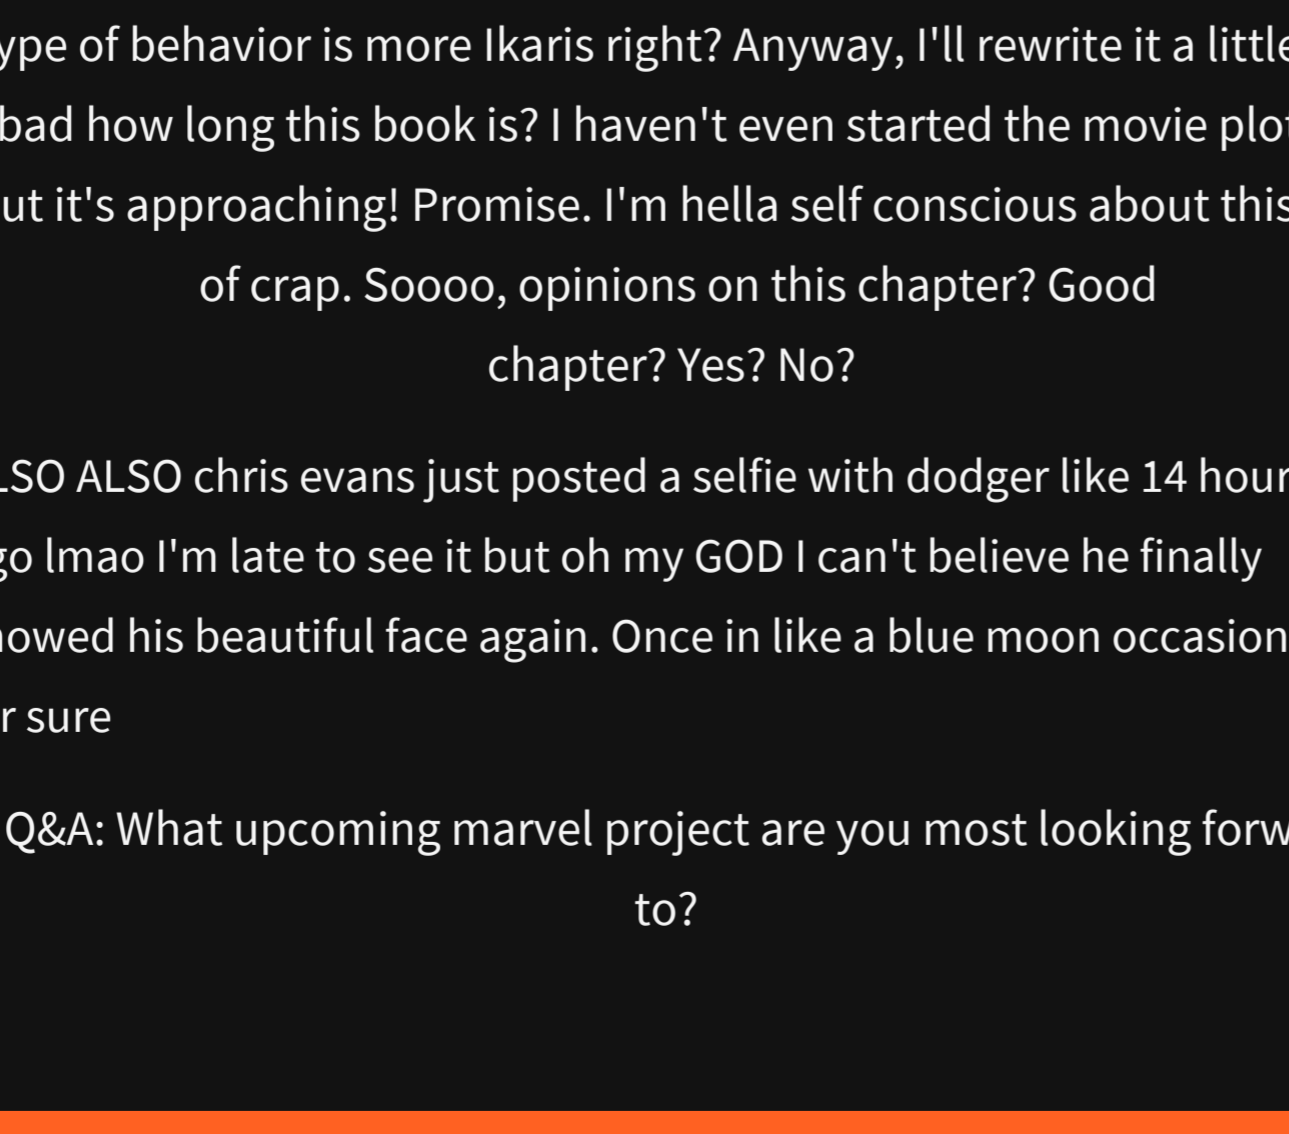 ype of behavior is more Ikaris right? Anyway, I'll rewrite it a little
bad how long this book is? I haven't even started the movie plot
ut it's approaching! Promise. I'm hella self conscious about this
of crap. Soooo, opinions on this chapter? Good
chapter? Yes? No?
LSO ALSO chris evans just posted a selfie with dodger like 14 hour
go lmao I'm late to see it but oh my GOD I can't believe he finally
howed his beautiful face again. Once in like a blue moon occasion
r sure
Q&A: What upcoming marvel project are you most looking forw
to?